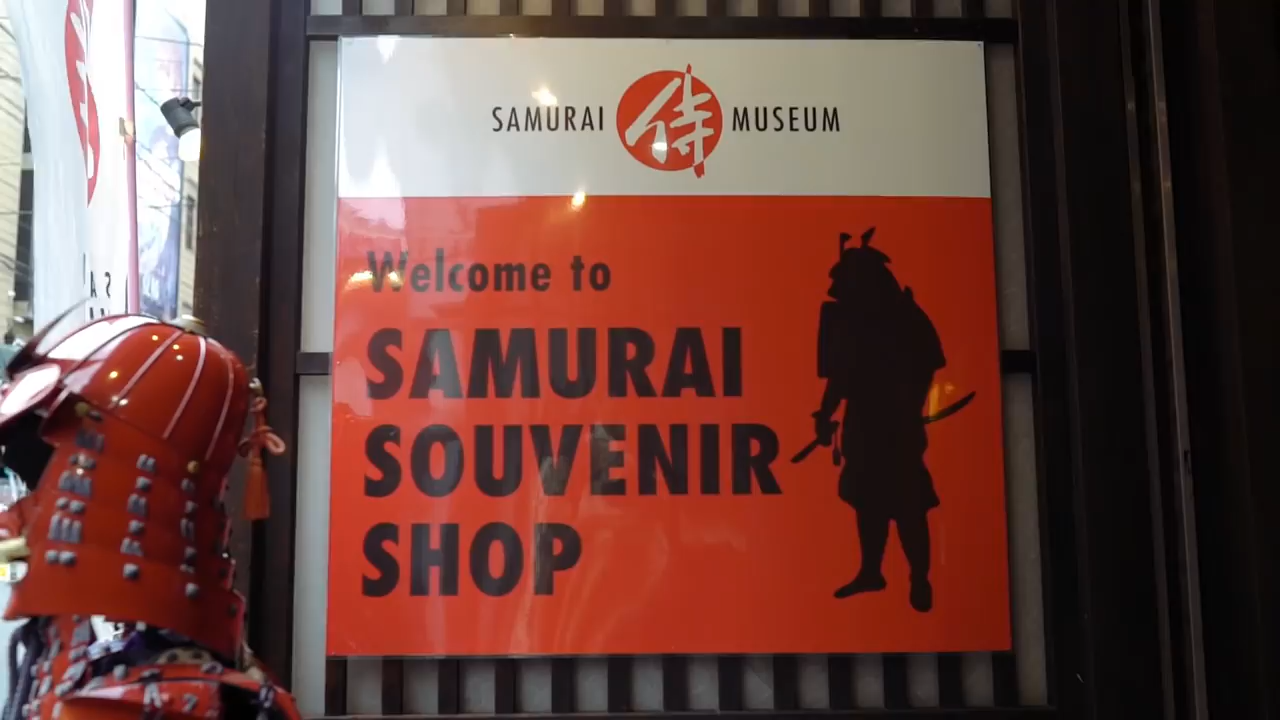 SAMURAI 侍 MUSEUM
Welcome to
SAMURAI
SOUVENIR
SHOP